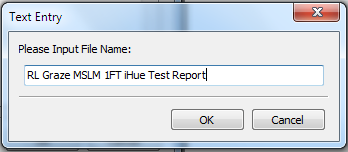 Text Entry
Please Input File Name:
RL Graze MSLM 1FT iHue Test Report
OK
Cancel